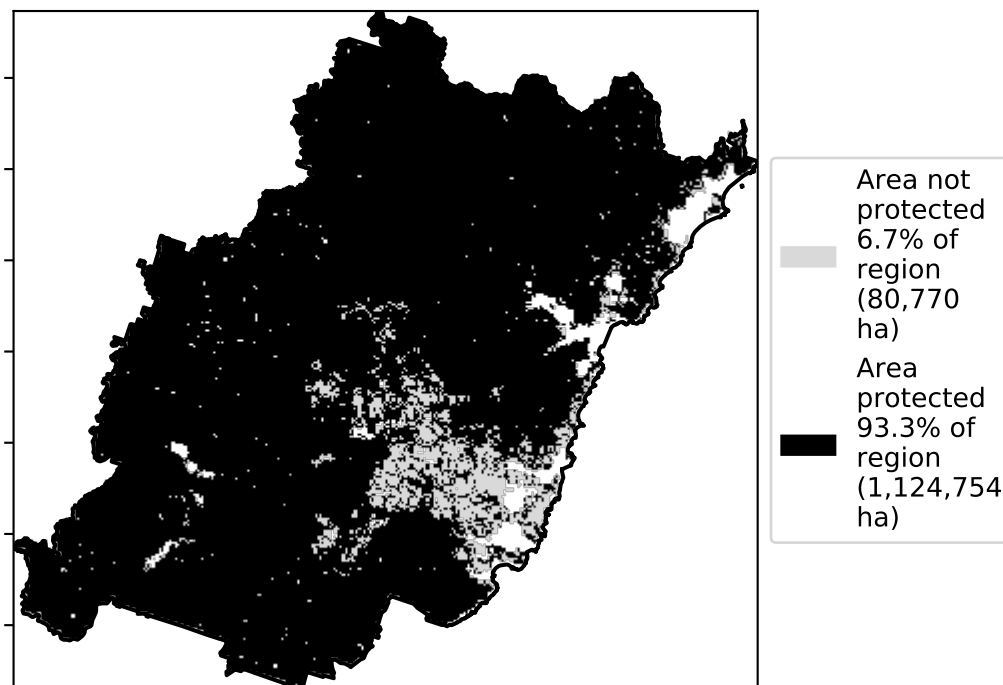 Area not
protected
6.7% of
region
(80,770
ha)
Area
protected
93.3% of
region
(1,124,754
ha)